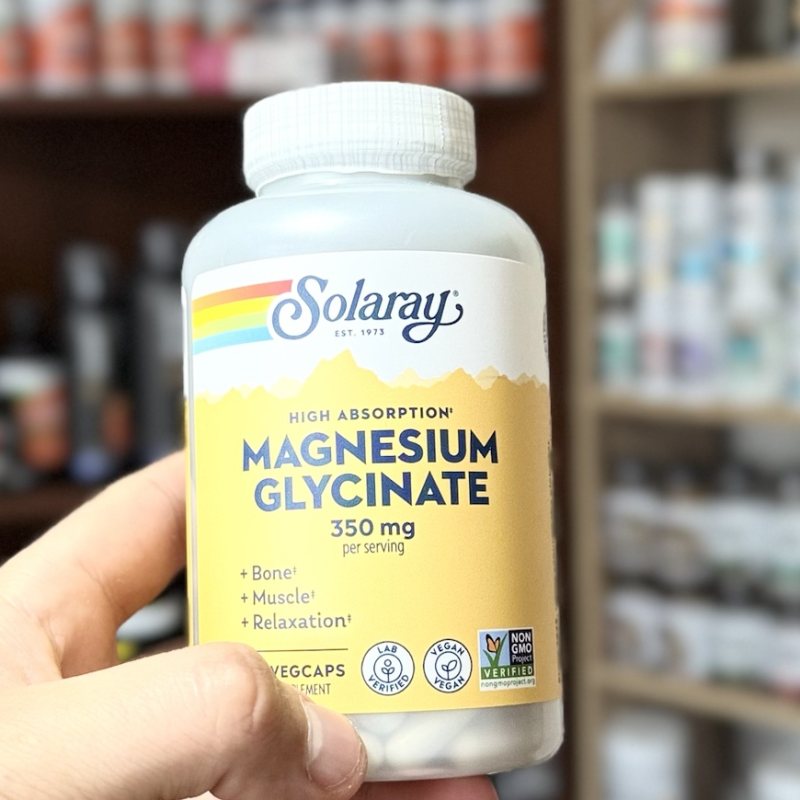 Solaray®
EST. 1973
HIGH ABSORPTION‡
MAGNESIUM
GLYCINATE
350 mg
per serving
+ Bone‡
+ Muscle‡
+ Relaxation‡
VEGCAPS
LAB
VERIFIED
VEGAN
VEGAN
NON
GMO
Project
VERIFIED
nongmoproject.org